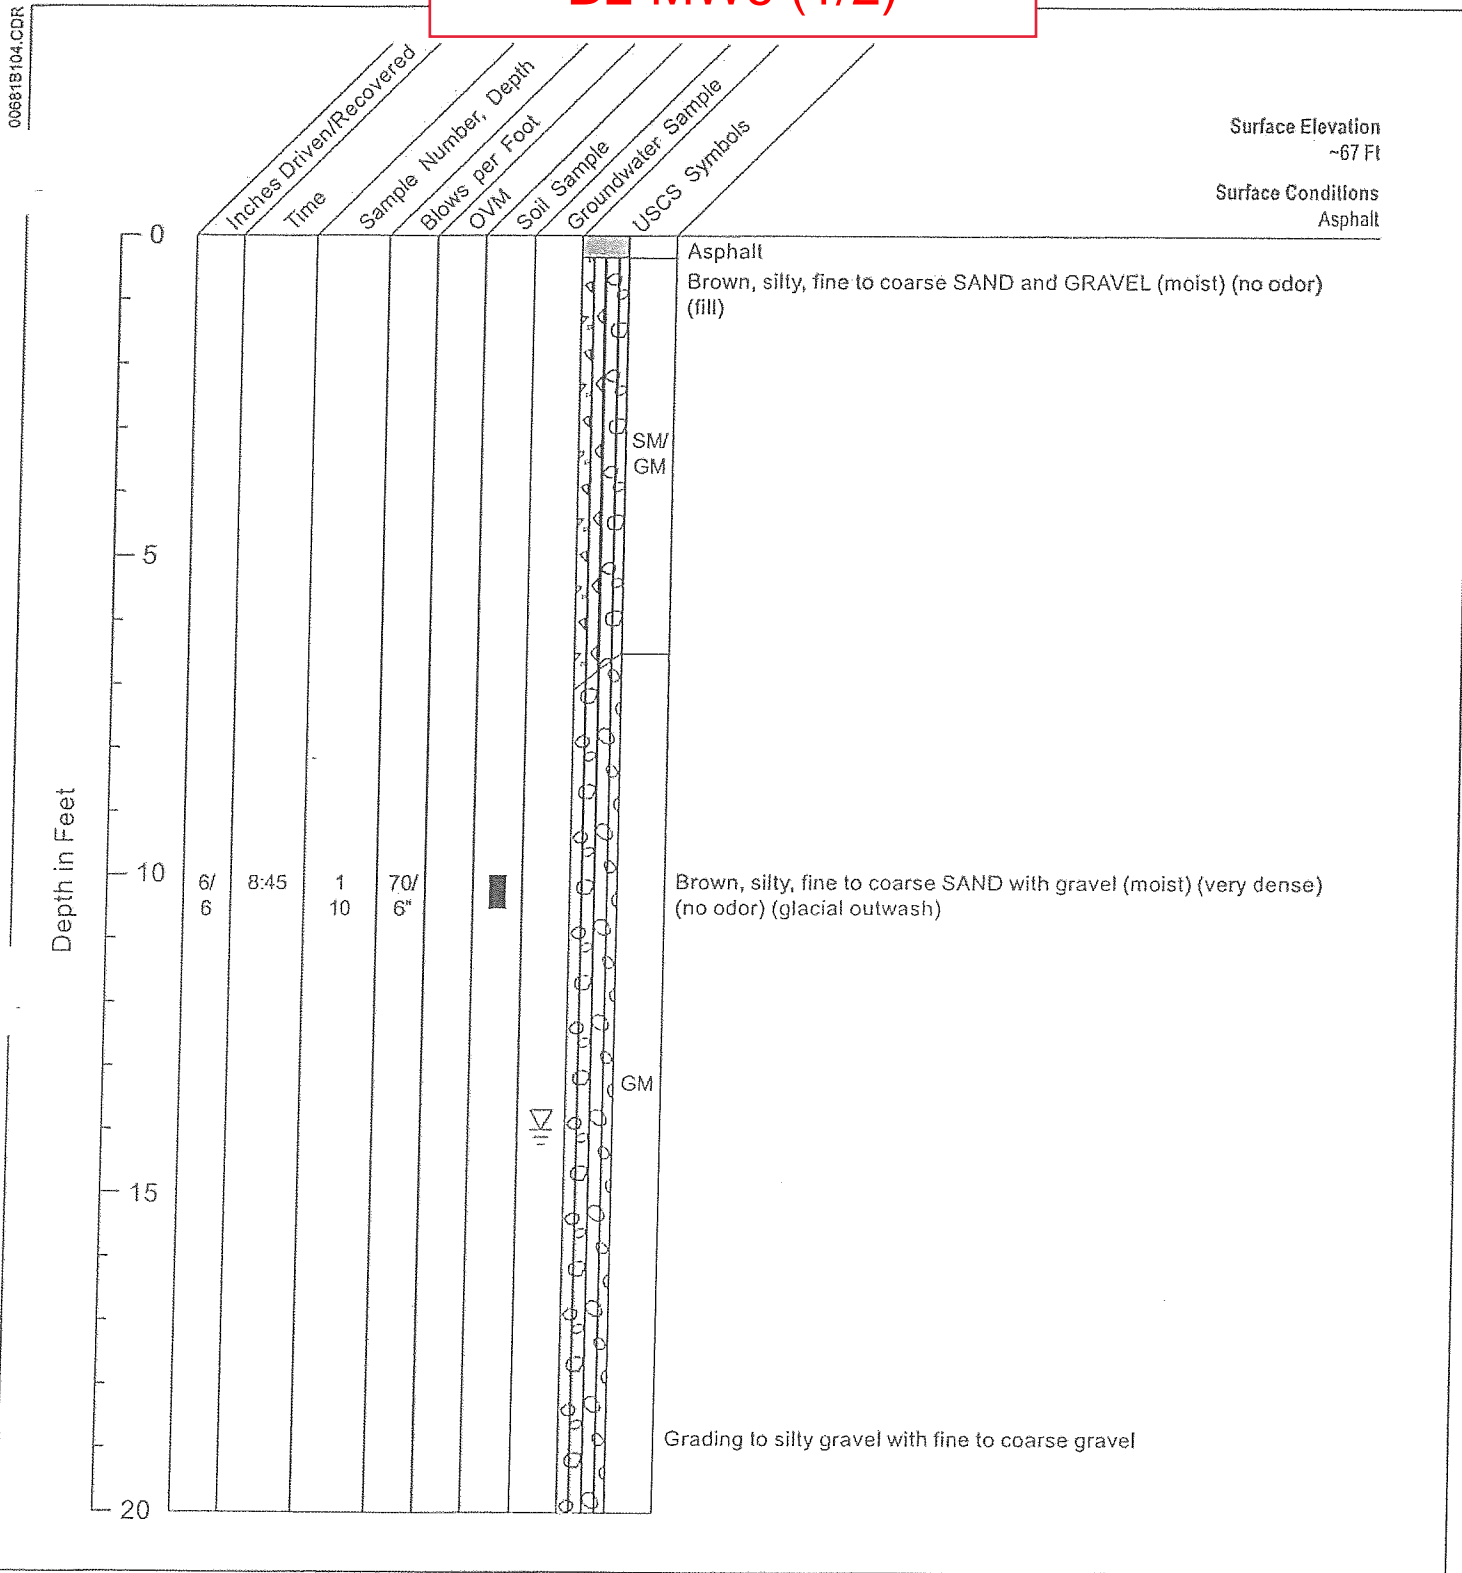 00681B104.CDR
Inches Driven/Recovered
Time
Sample Number, Depth
Blows per Foot
OVM
Soil Sample
Groundwater Sample
USCS Symbols
Surface Elevation
~67 Ft
Surface Conditions
Asphalt
0
Asphalt
Brown, silty, fine to coarse SAND and GRAVEL (moist) (no odor)
(fill)
SM/
GM
5
Depth in Feet
10
6/
6
8:45
1
10
70/
6"
Brown, silty, fine to coarse SAND with gravel (moist) (very dense)
(no odor) (glacial outwash)
GM
15
Grading to silty gravel with fine to coarse gravel
20